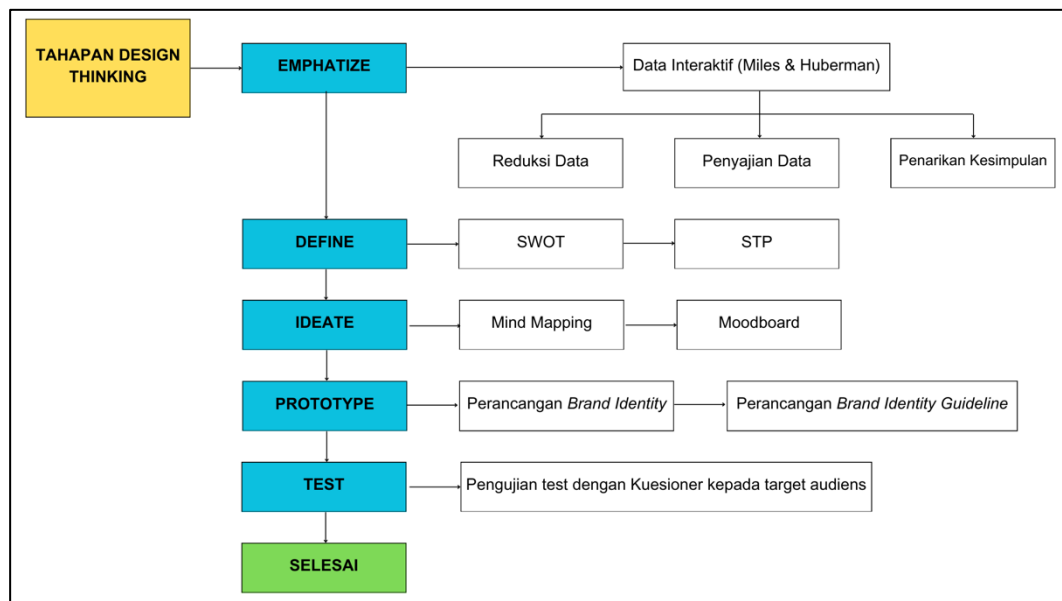 TAHAPAN DESIGN
THINKING
EMPHATIZE
Data Interaktif (Miles & Huberman)
Reduksi Data
Penyajian Data
Penarikan Kesimpulan
DEFINE
SWOT
STP
IDEATE
Mind Mapping
Moodboard
PROTOTYPE
Perancangan Brand Identity
Perancangan Brand Identity Guideline
TEST
Pengujian test dengan Kuesioner kepada target audiens
SELESAI